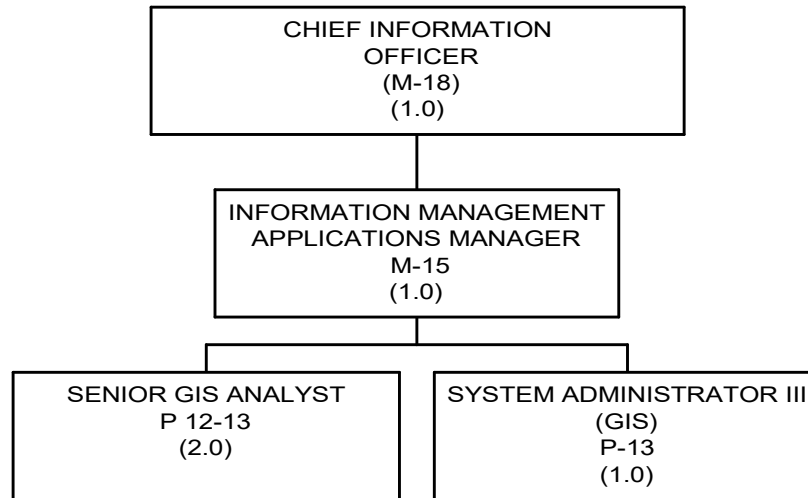 CHIEF INFORMATION
OFFICER
(M-18)
(1.0)
INFORMATION MANAGEMENT
APPLICATIONS MANAGER
M-15
(1.0)
SENIOR GIS ANALYST
P 12-13
(2.0)
SYSTEM ADMINISTRATOR III
(GIS)
P-13
(1.0)